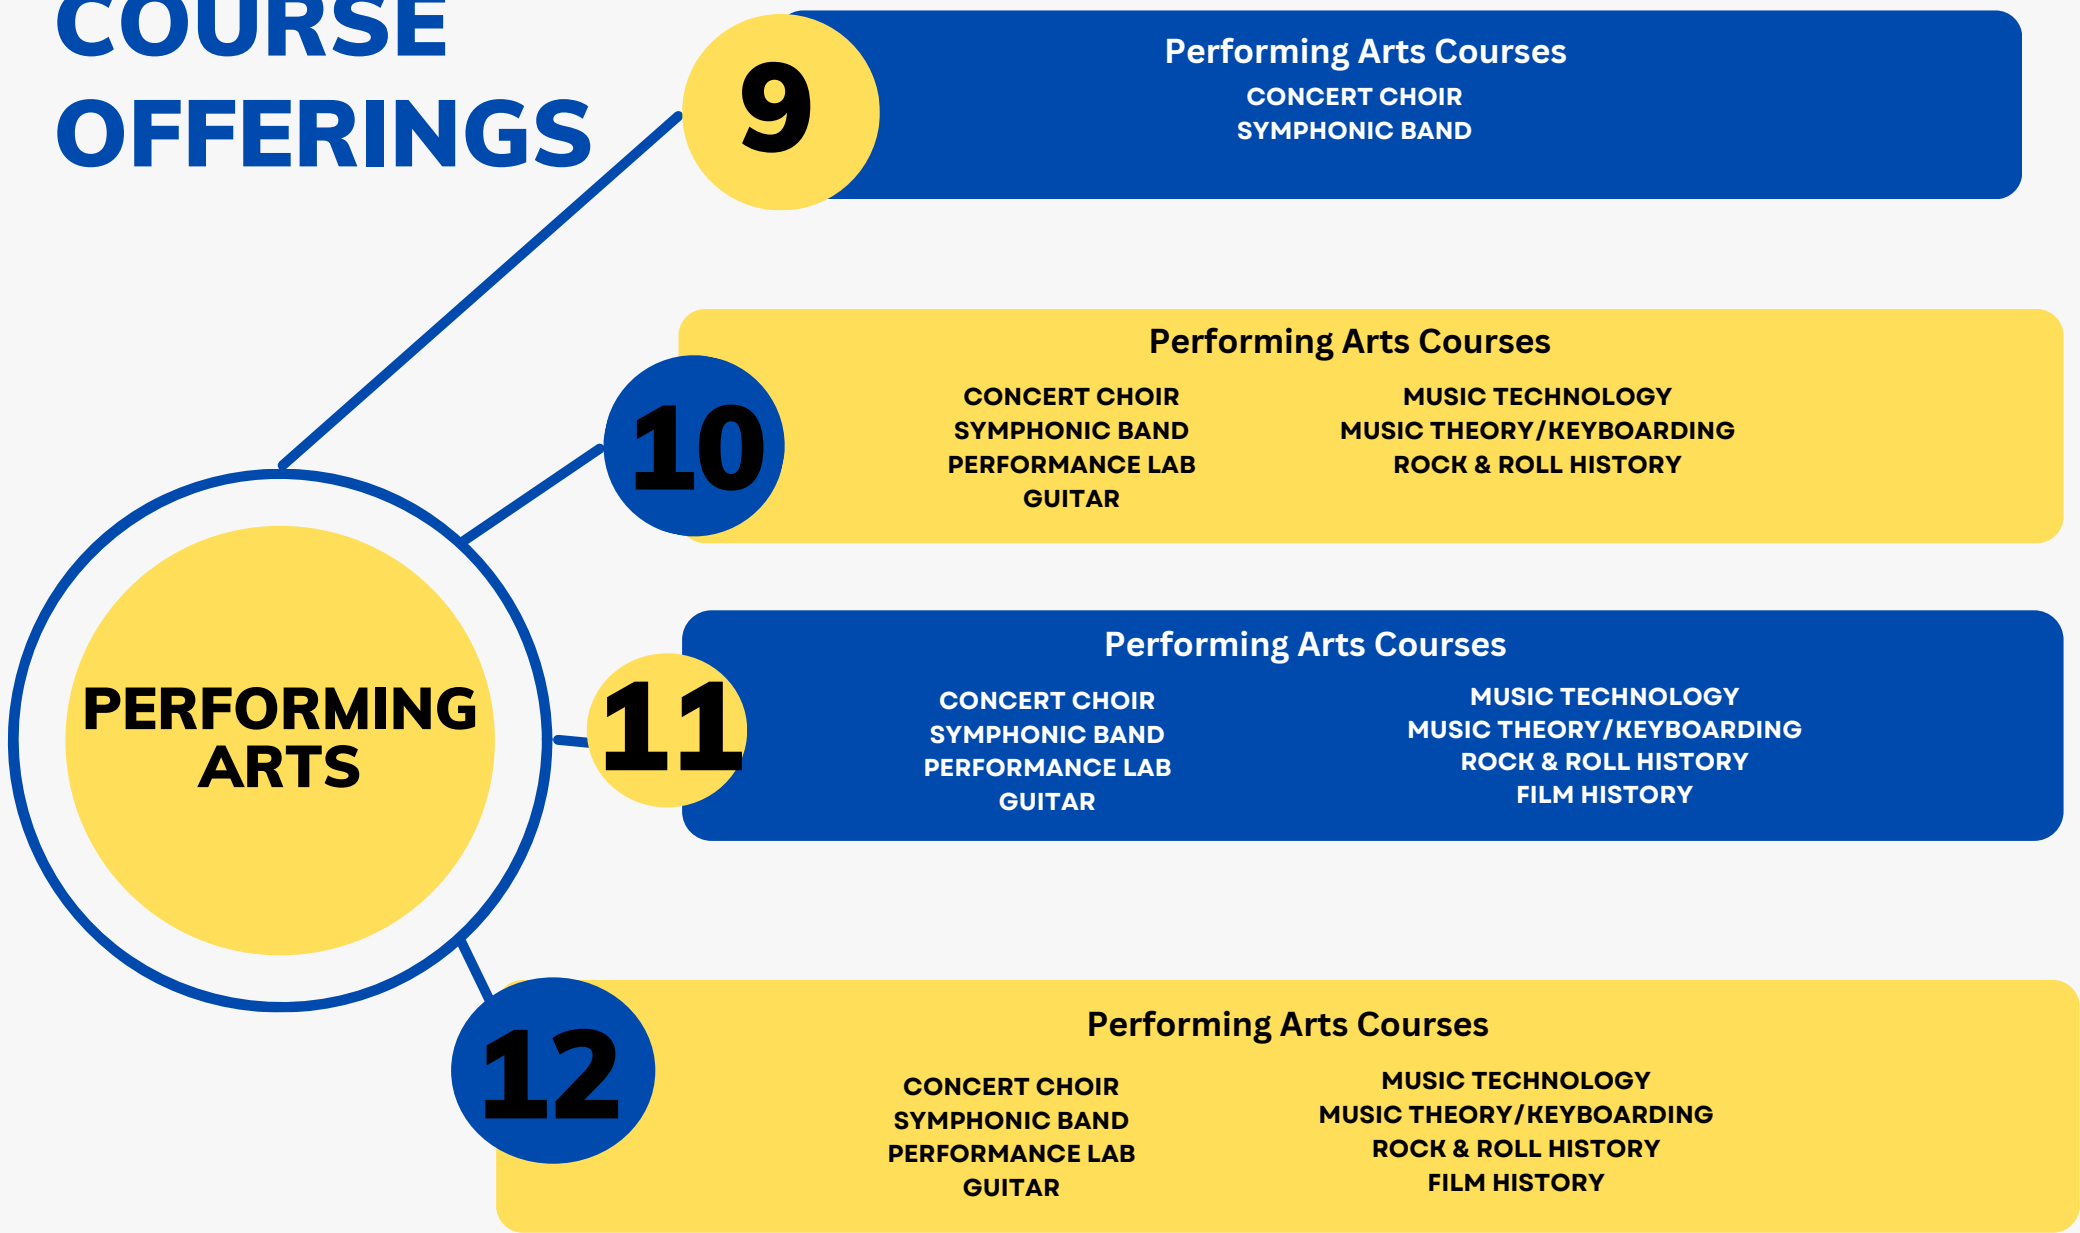 COURSE
OFFERINGS
9
Performing Arts Courses
CONCERT CHOIR
SYMPHONIC BAND
10
Performing Arts Courses
CONCERT CHOIR
SYMPHONIC BAND
PERFORMANCE LAB
GUITAR
MUSIC TECHNOLOGY
MUSIC THEORY/KEYBOARDING
ROCK & ROLL HISTORY
PERFORMING
ARTS
11
Performing Arts Courses
CONCERT CHOIR
SYMPHONIC BAND
PERFORMANCE LAB
GUITAR
MUSIC TECHNOLOGY
MUSIC THEORY/KEYBOARDING
ROCK & ROLL HISTORY
FILM HISTORY
12
Performing Arts Courses
CONCERT CHOIR
SYMPHONIC BAND
PERFORMANCE LAB
GUITAR
MUSIC TECHNOLOGY
MUSIC THEORY/KEYBOARDING
ROCK & ROLL HISTORY
FILM HISTORY